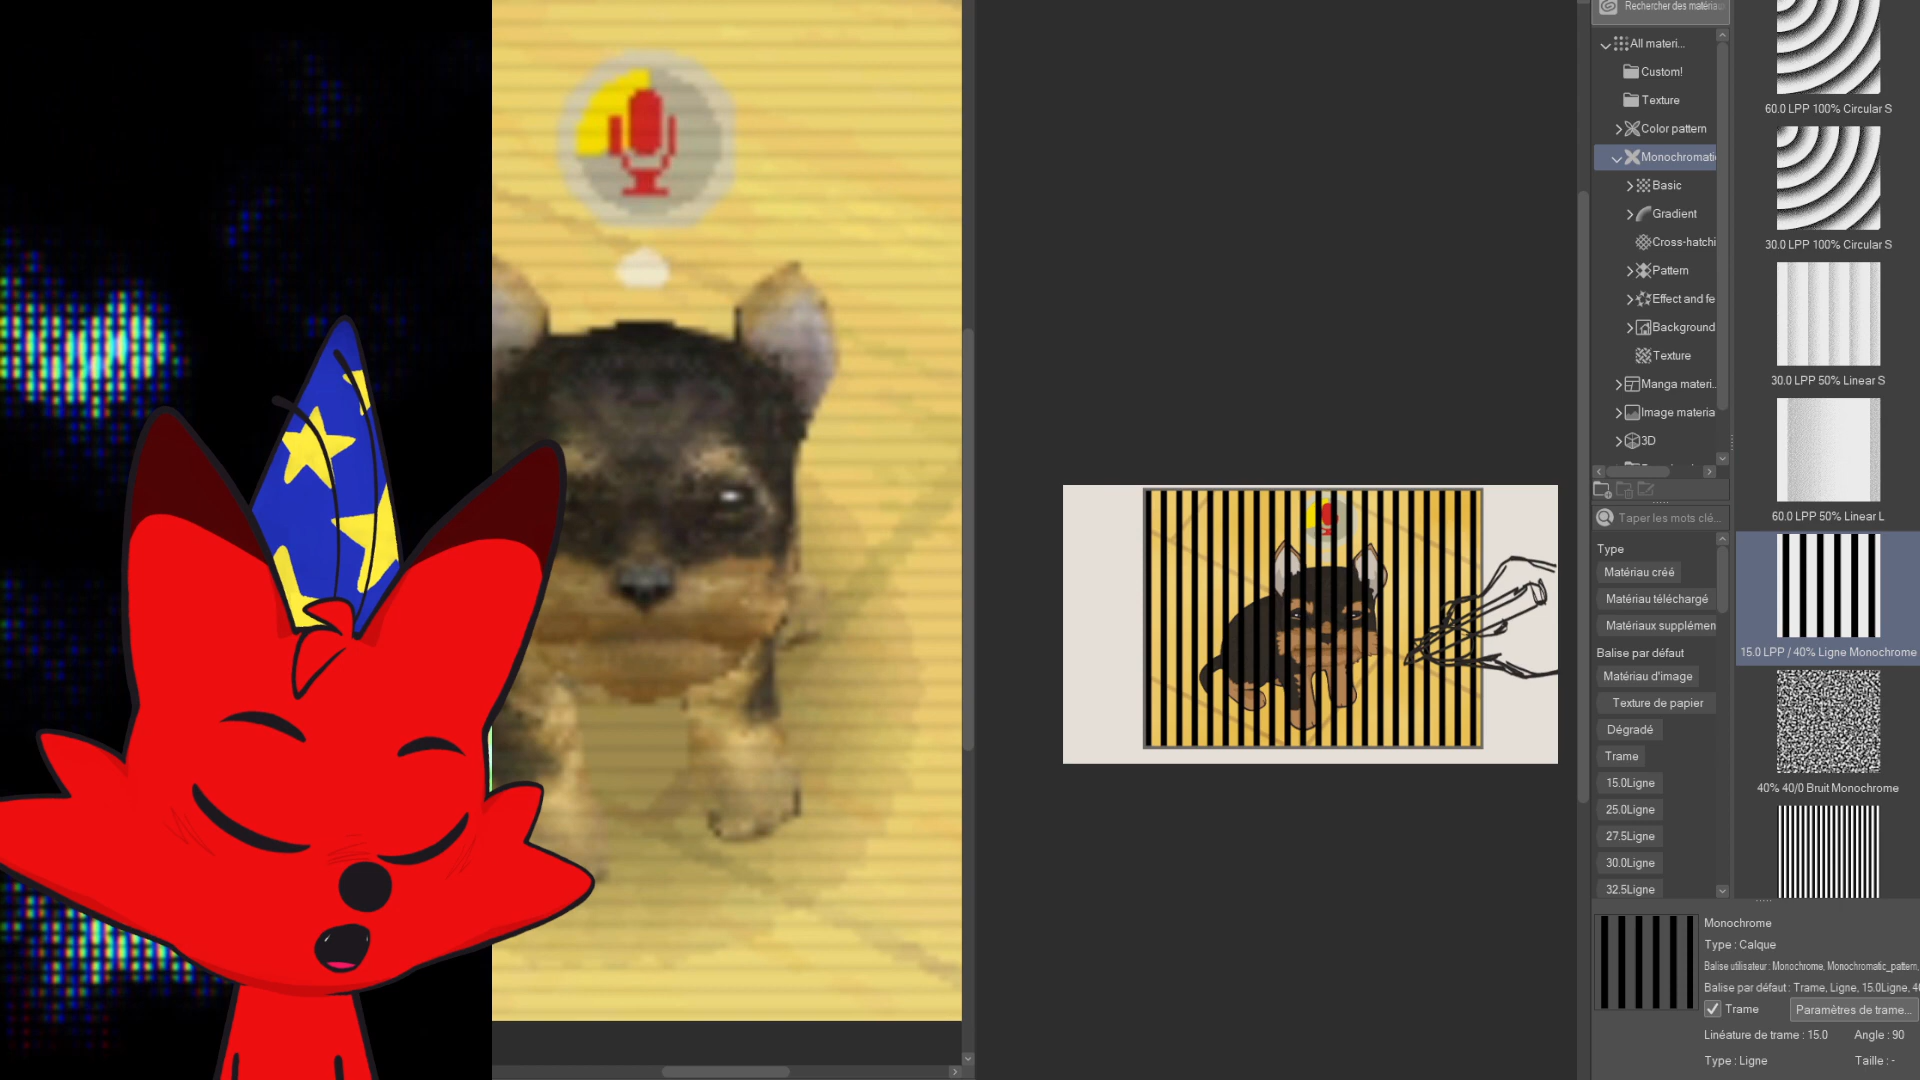 Rechercher des matériau
All materi...
Custom!
Texture
Color pattern
Monochromatic
Basic
Gradient
Cross-hatchi
Pattern
Effect and fe
Background
Texture
Manga materi..
Image materia
3D
Taper les mots clé...
Type
Matériau créé
Matériau téléchargé
Matériaux supplémen
Balise par défaut
Matériau d'image
Texture de papier
Dégradé
Trame
15.0Ligne
25.0Ligne
27.5Ligne
30.0Ligne
32.5Ligne
60.0 LPP 100% Circular S
30.0 LPP 100% Circular S
30.0 LPP 50% Linear S
60.0 LPP 50% Linear L
15.0 LPP / 40% Ligne Monochrome
40% 40/0 Bruit Monochrome
Monochrome
Type : Calque
Balise utilisateur : Monochrome, Monochromatic_pattern,
Balise par défaut : Trame, Ligne, 15.0Ligne, 40
Trame
Paramètres de trame...
Linéature de trame : 15.0
Angle : 90
Type : Ligne
Taille : -